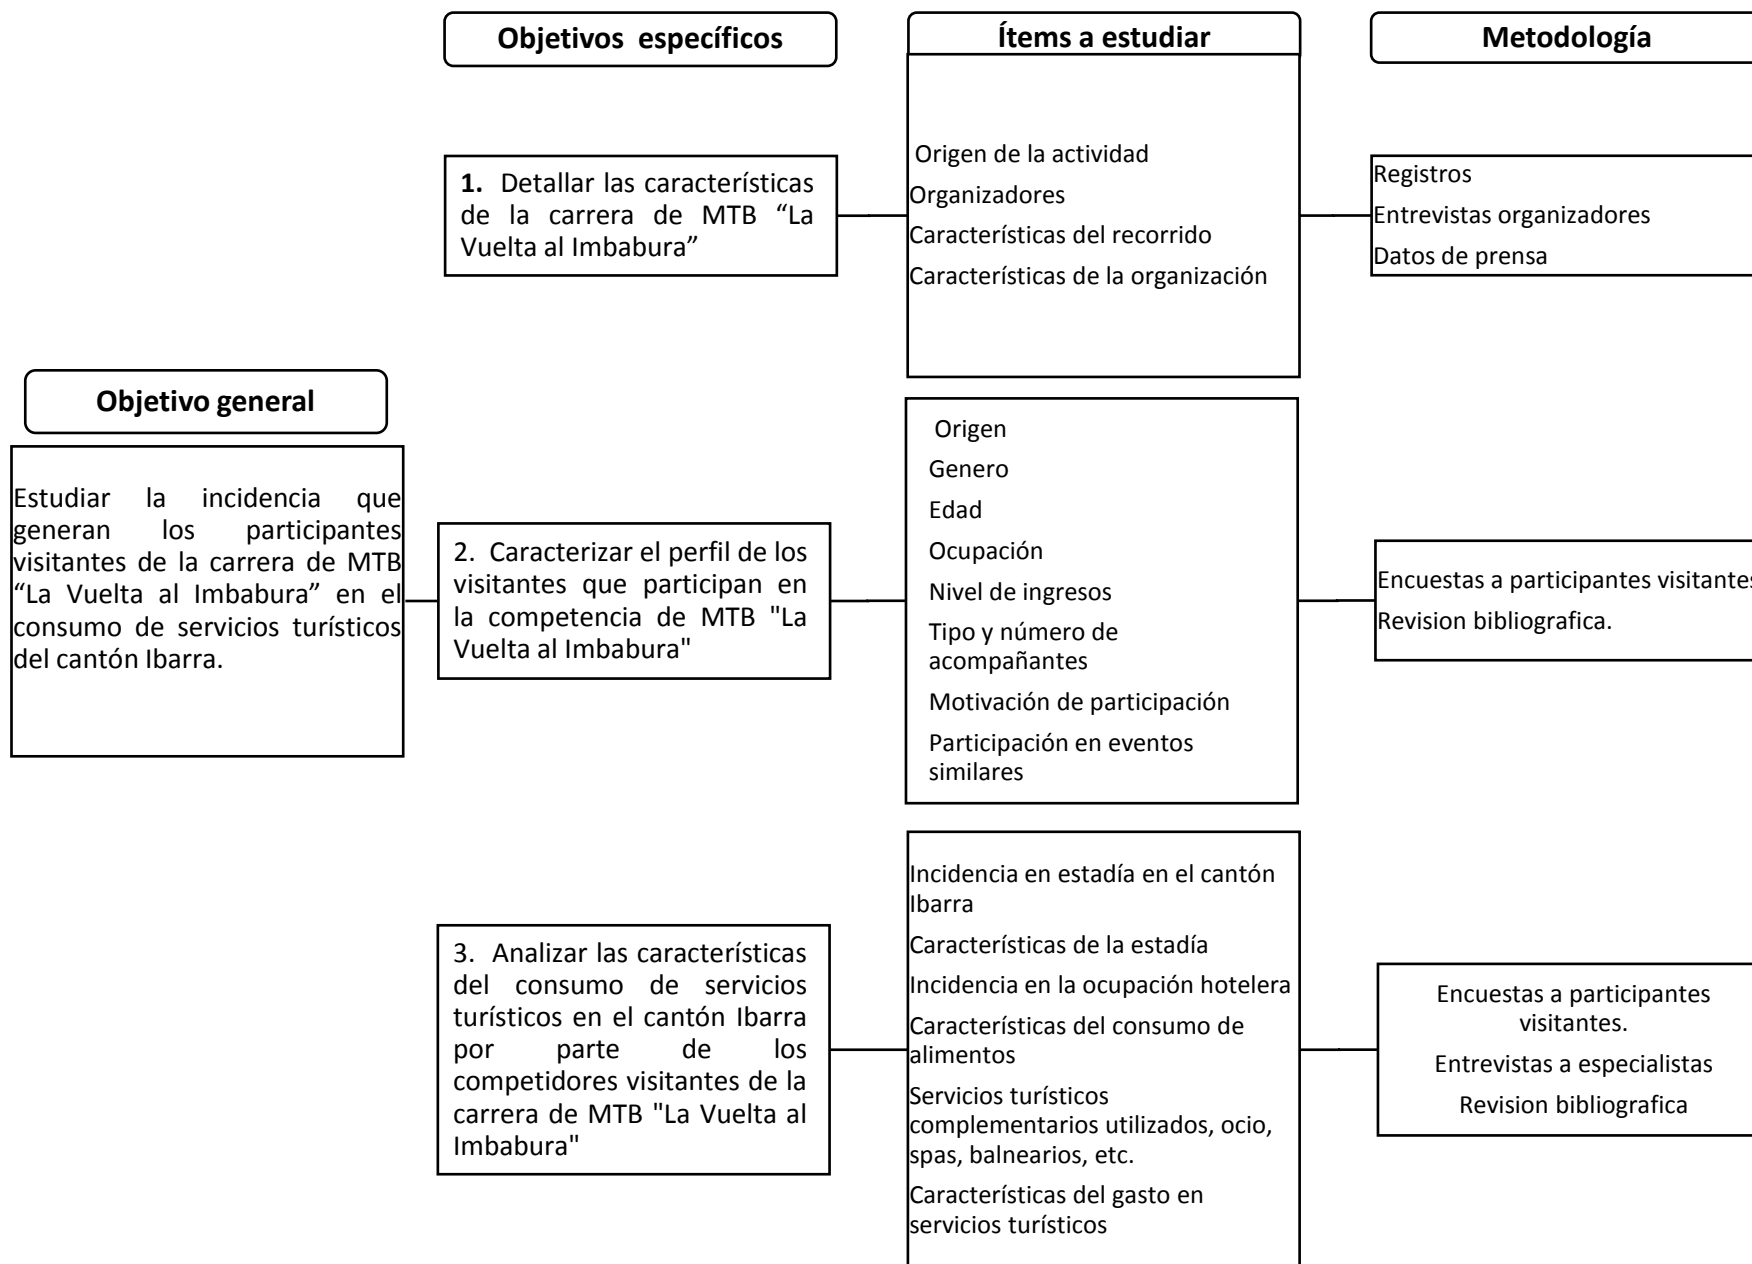 Objetivos específicos
Ítems a estudiar
Metodología
1. Detallar las características
de la carrera de MTB “La
Vuelta al Imbabura”
Origen de la actividad
Organizadores
Características del recorrido
Características de la organización
Registros
Entrevistas organizadores
Datos de prensa
Objetivo general
Estudiar la incidencia que
generan los participantes
visitantes de la carrera de MTB
“La Vuelta al Imbabura” en el
consumo de servicios turísticos
del cantón Ibarra.
2. Caracterizar el perfil de los
visitantes que participan en
la competencia de MTB "La
Vuelta al Imbabura"
Origen
Genero
Edad
Ocupación
Nivel de ingresos
Tipo y número de
acompañantes
Motivación de participación
Participación en eventos
similares
Encuestas a participantes visitantes
Revision bibliografica.
3. Analizar las características
del consumo de servicios
turísticos en el cantón Ibarra
por parte de los
competidores visitantes de la
carrera de MTB "La Vuelta al
Imbabura"
Incidencia en estadía en el cantón
Ibarra
Características de la estadía
Incidencia en la ocupación hotelera
Características del consumo de
alimentos
Servicios turísticos
complementarios utilizados, ocio,
spas, balnearios, etc.
Características del gasto en
servicios turísticos
Encuestas a participantes
visitantes.
Entrevistas a especialistas
Revision bibliografica